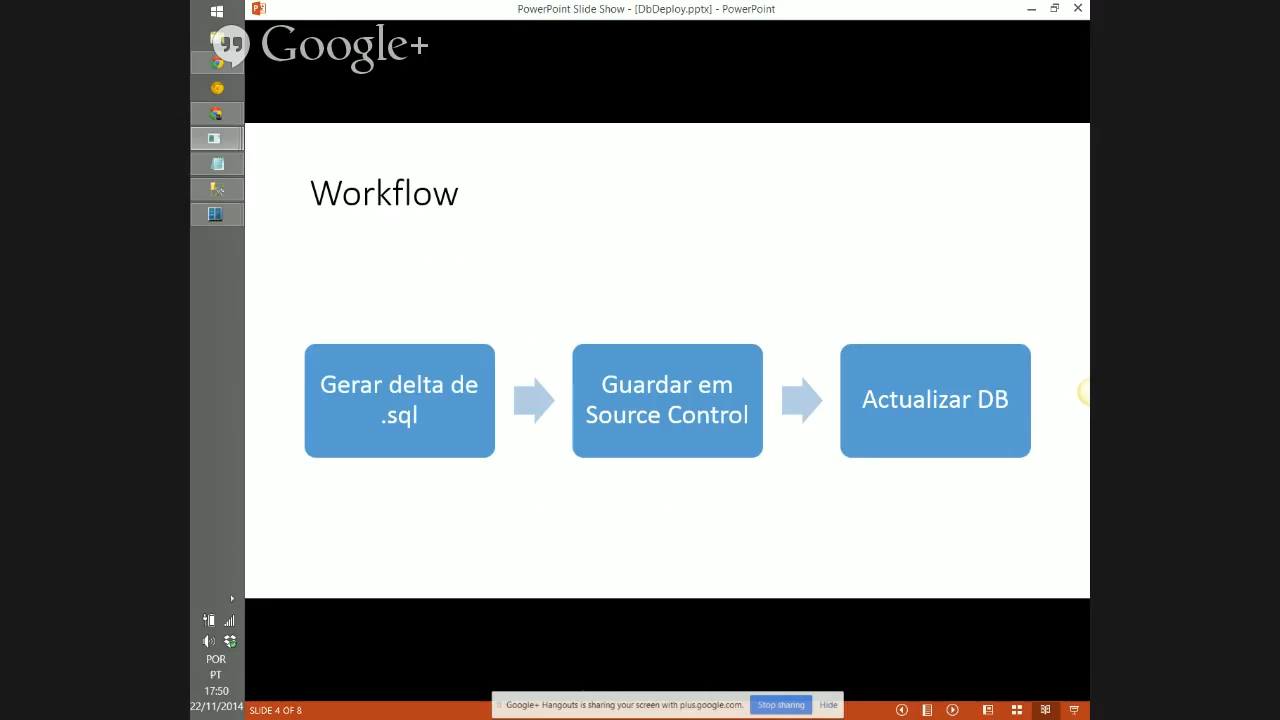 PowerPoint Slide Show - [DbDeploy.pptx] - PowerPoint
Google+
Workflow
Gerar delta de
.sql
Guardar em
Source Control
Actualizar DB
POR
PT
17:50
22/11/2014
SLIDE 4 OF 8
Google+ Hangouts is sharing your screen with plus.google.com.
Stop sharing
Hide